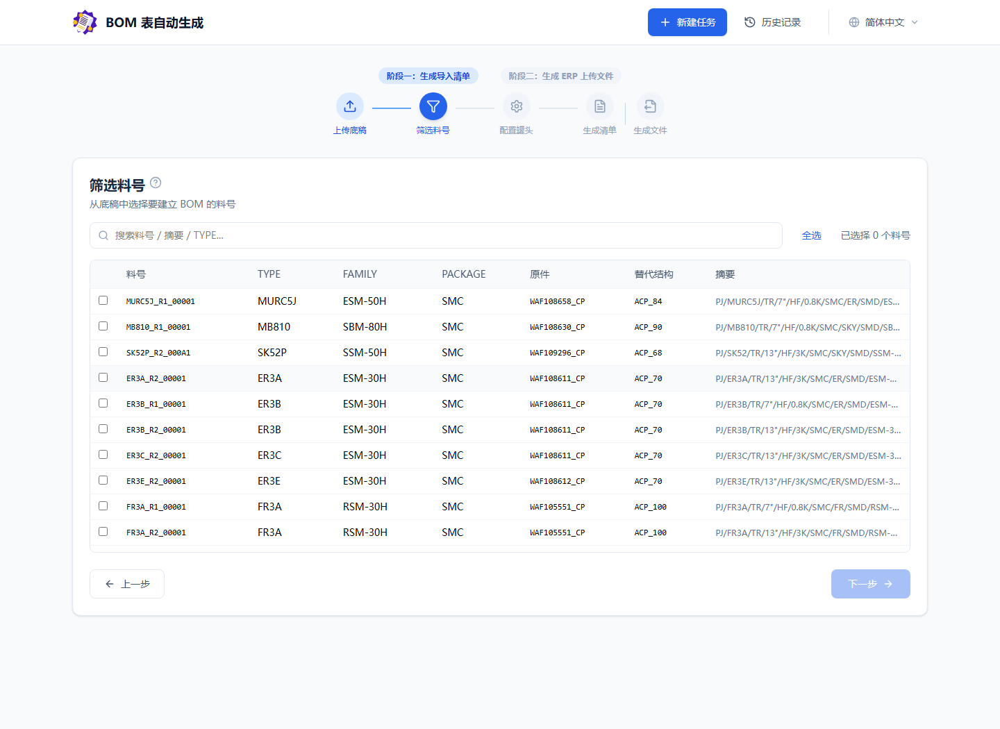 BOM 表自动生成
新建任务
历史记录
简体中文
阶段一：生成导入清单
阶段二：生成 ERP 上传文件
上传底稿
筛选料号
配置罐头
生成清单
生成文件
筛选料号
从底稿中选择要建立 BOM 的料号
搜索料号 / 摘要 / TYPE...
全选
已选择 0 个料号
料号 TYPE FAMILY PACKAGE 原件 替代结构 摘要
MURC5J_R1_00001 MURC5J ESM-50H SMC WAF108658_CP ACP_84 PJ/MURC5J/TR/7"/HF/0.8K/SMC/ER/SMD/ES...
MB810_R1_00001 MB810 SBM-80H SMC WAF108630_CP ACP_90 PJ/MB810/TR/7"/HF/0.8K/SMC/SKY/SMD/SB...
SK52P_R2_000A1 SK52P SSM-50H SMC WAF109296_CP ACP_68 PJ/SK52/TR/13"/HF/3K/SMC/SKY/SMD/SSM-...
ER3A_R2_00001 ER3A ESM-30H SMC WAF108611_CP ACP_70 PJ/ER3A/TR/13"/HF/3K/SMC/ER/SMD/ESM-...
ER3B_R1_00001 ER3B ESM-30H SMC WAF108611_CP ACP_70 PJ/ER3B/TR/7"/HF/0.8K/SMC/ER/SMD/ESM-...
ER3B_R2_00001 ER3B ESM-30H SMC WAF108611_CP ACP_70 PJ/ER3B/TR/13"/HF/3K/SMC/ER/SMD/ESM-3...
ER3C_R2_00001 ER3C ESM-30H SMC WAF108611_CP ACP_70 PJ/ER3C/TR/13"/HF/3K/SMC/ER/SMD/ESM-3...
ER3E_R2_00001 ER3E ESM-30H SMC WAF108612_CP ACP_70 PJ/ER3E/TR/13"/HF/3K/SMC/ER/SMD/ESM-3...
FR3A_R1_00001 FR3A RSM-30H SMC WAF105551_CP ACP_100 PJ/FR3A/TR/7"/HF/0.8K/SMC/FR/SMD/RSM-...
FR3A_R2_00001 FR3A RSM-30H SMC WAF105551_CP ACP_100 PJ/FR3A/TR/13"/HF/3K/SMC/FR/SMD/RSM-...
上一步
下一步